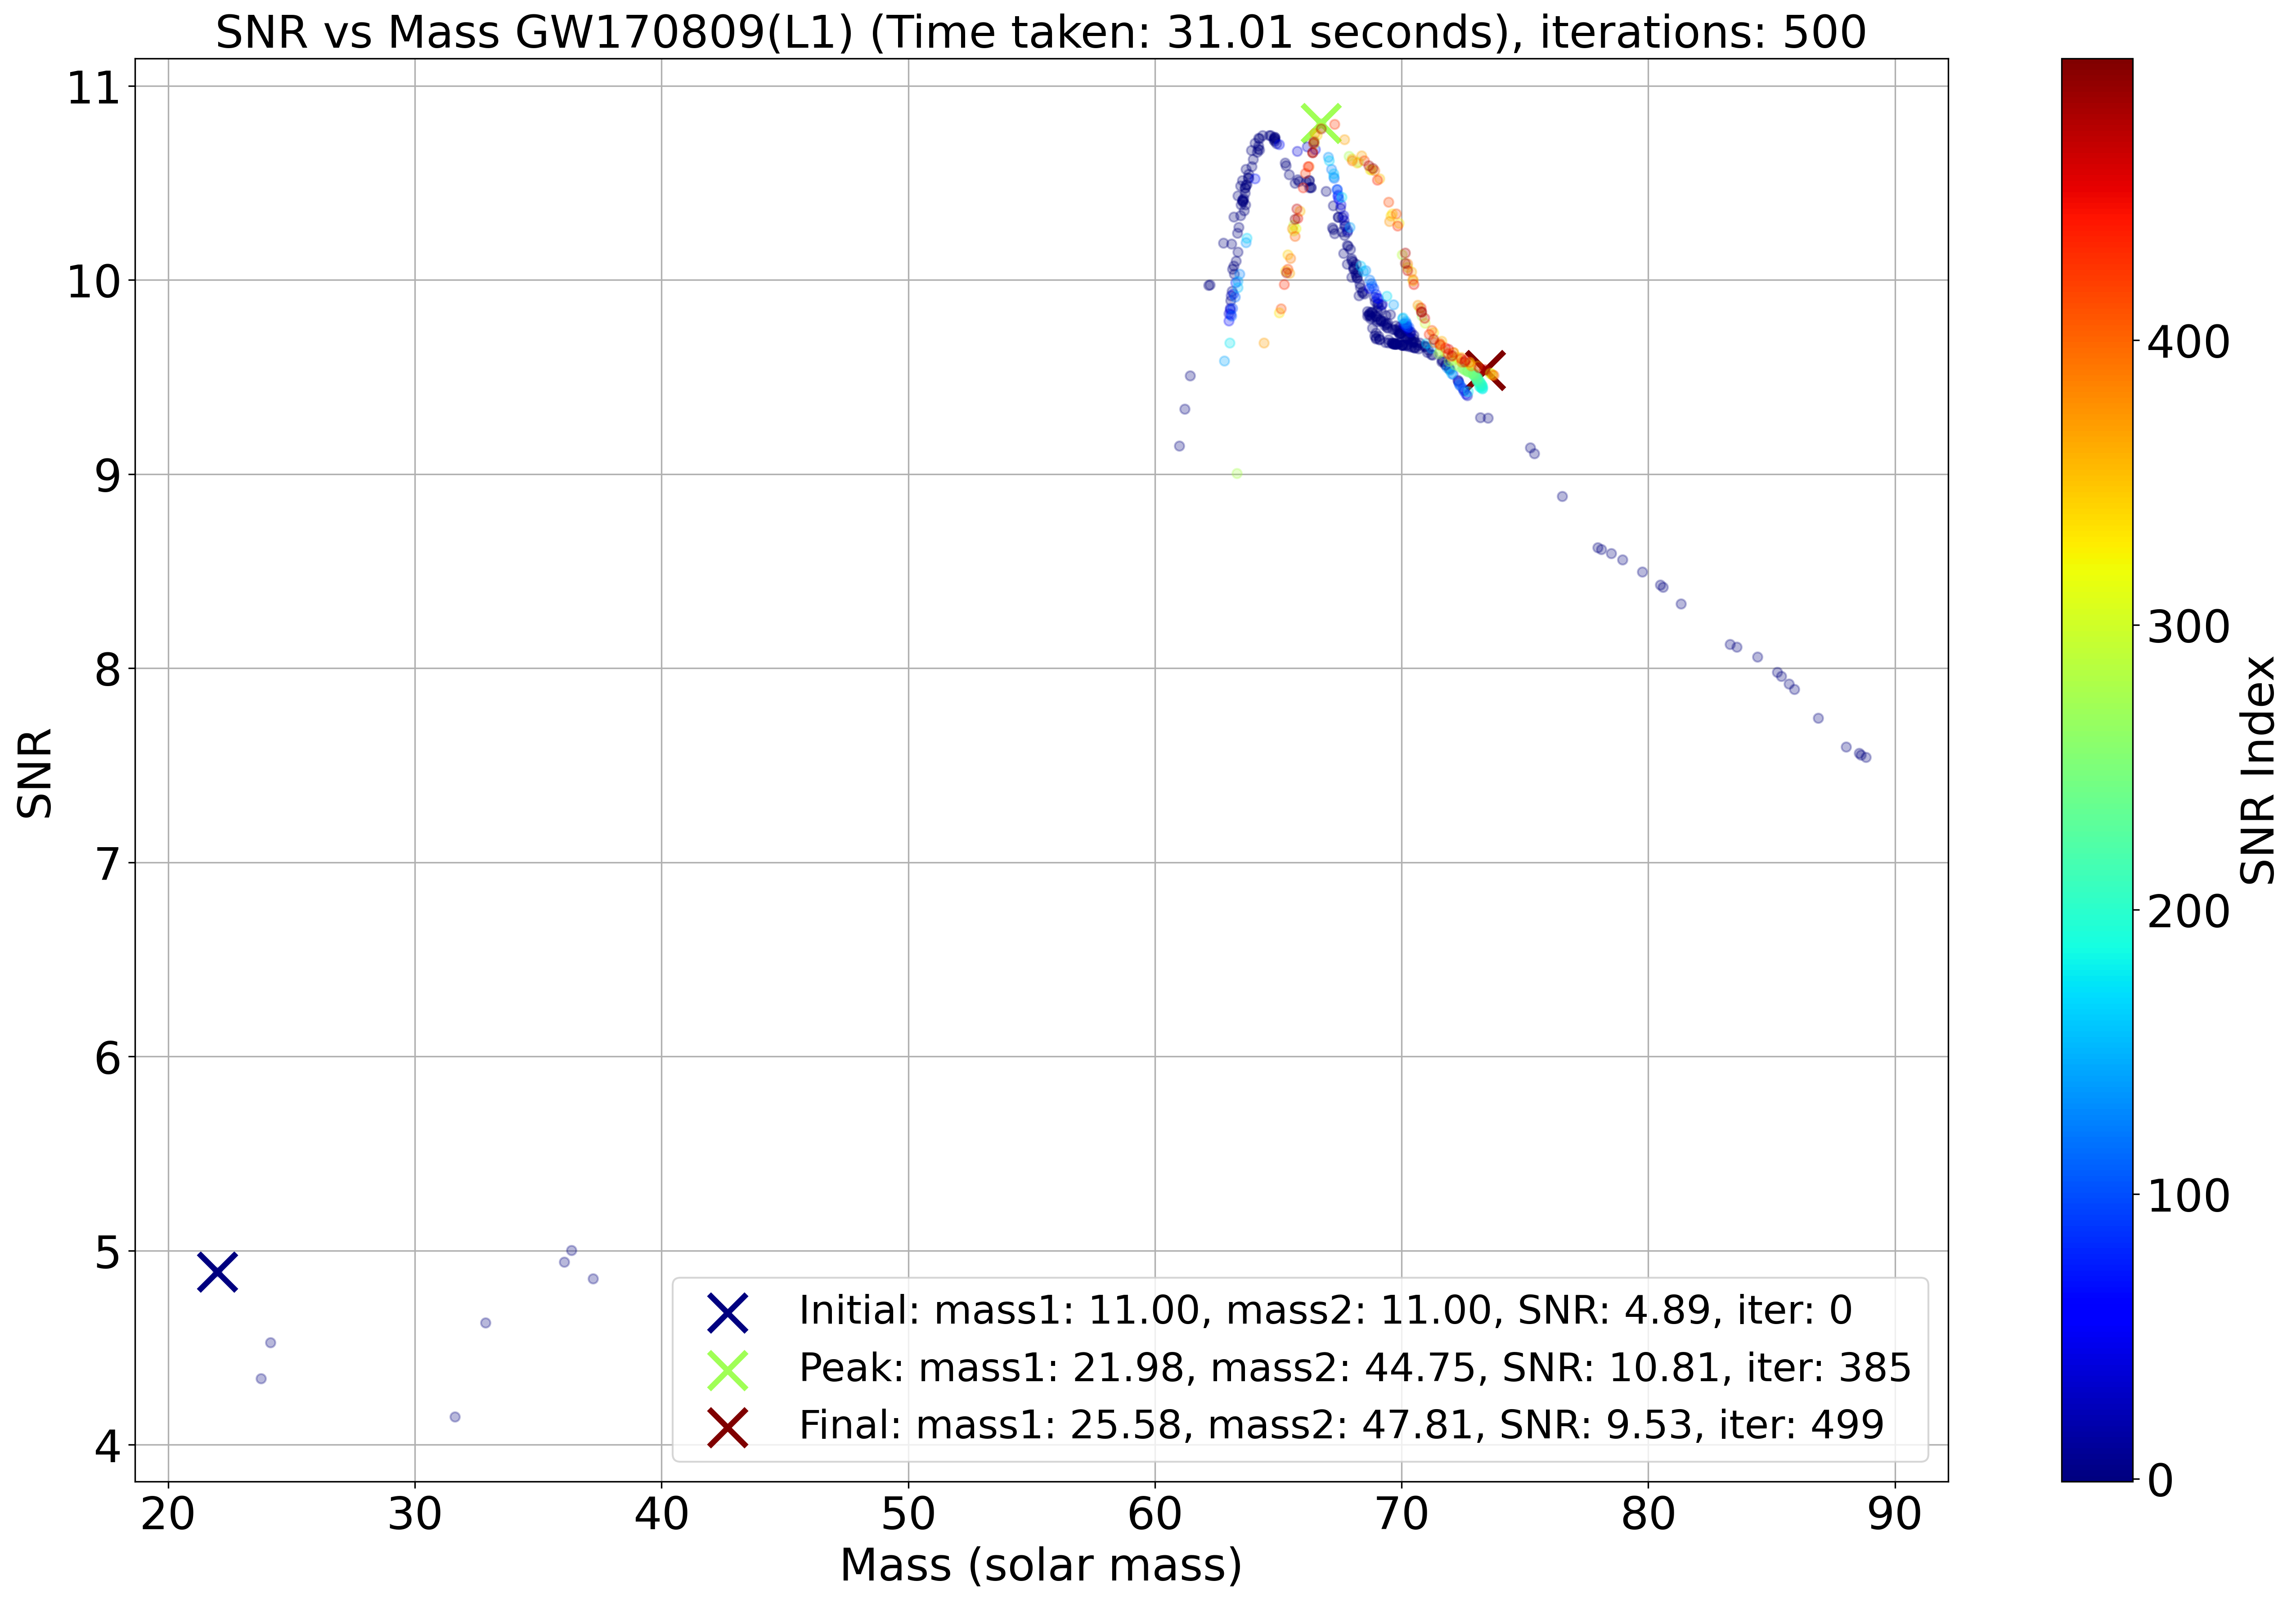 SNR vs Mass GW170809(L1) (Time taken: 31.01 seconds), iterations: 500
11
10
9
8
7
6
5
4
SNR
20 30 40 50 60 70 80 90
Mass (solar mass)
Initial: mass1: 11.00, mass2: 11.00, SNR: 4.89, iter: 0
Peak: mass1: 21.98, mass2: 44.75, SNR: 10.81, iter: 385
Final: mass1: 25.58, mass2: 47.81, SNR: 9.53, iter: 499
400
300
200
100
0
SNR Index